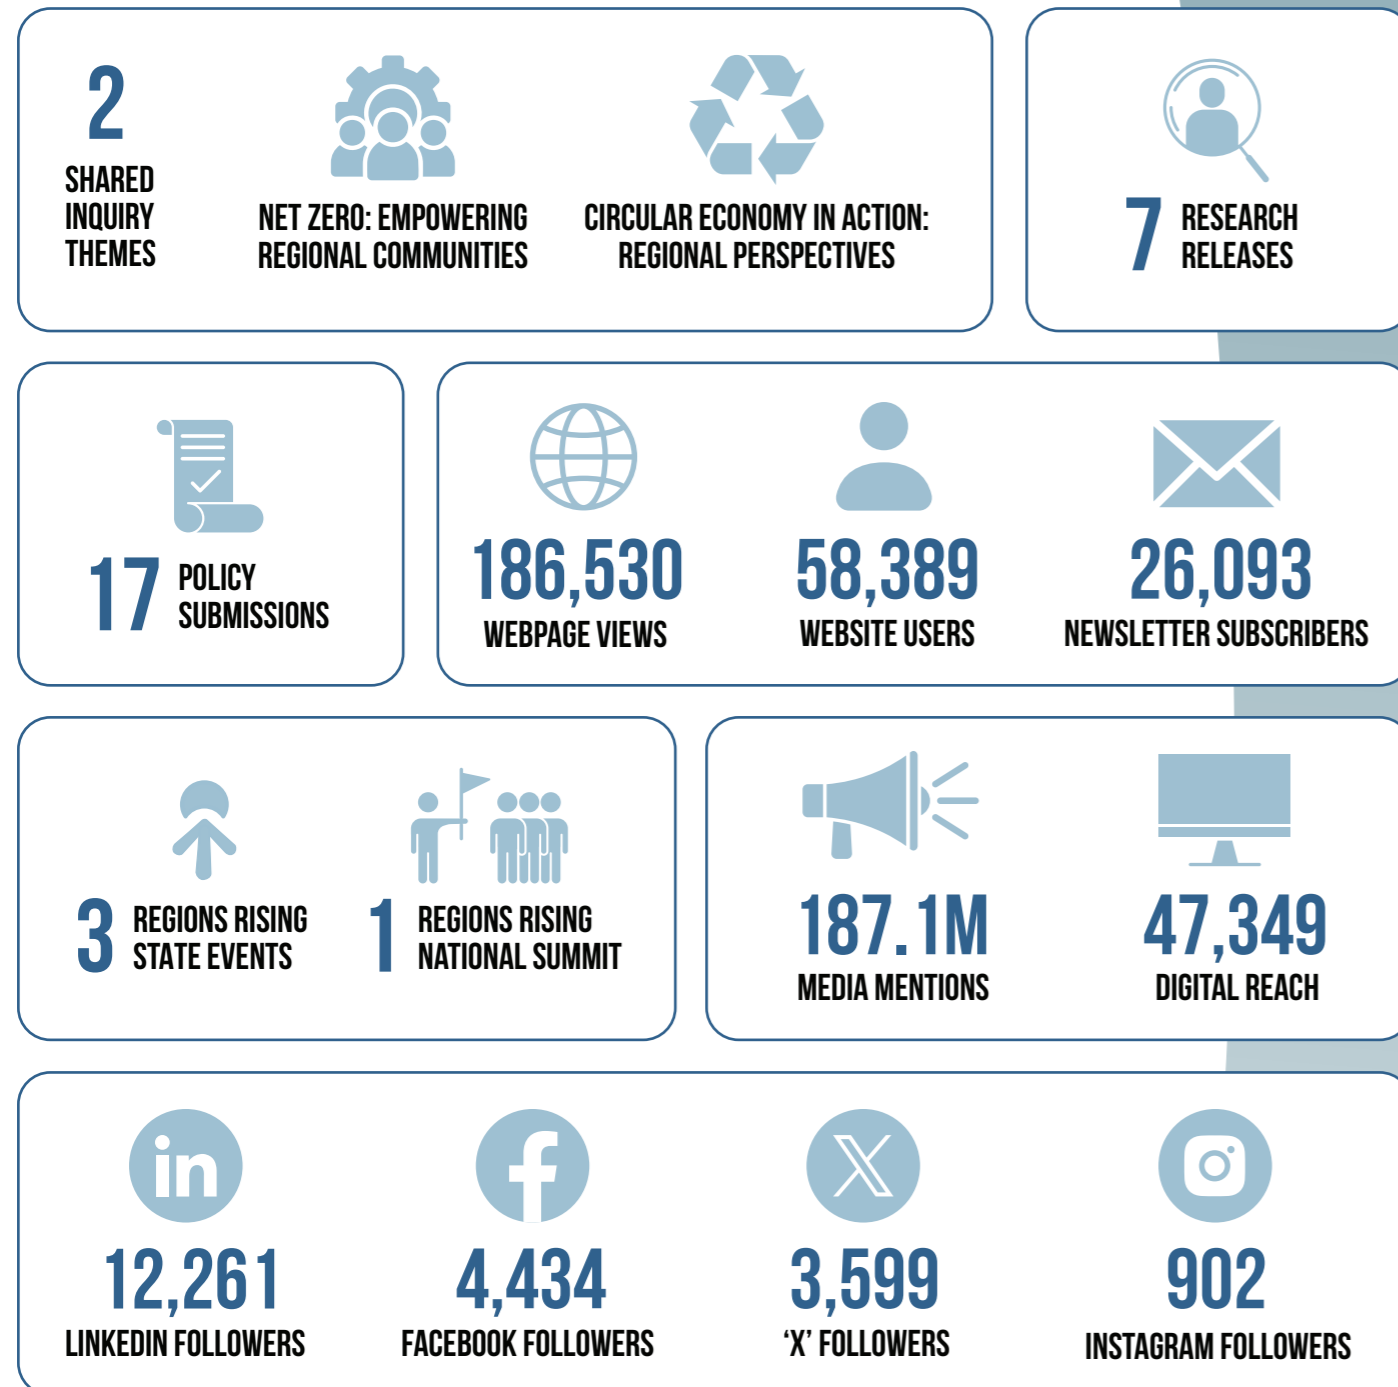 2
SHARED
INQUIRY
THEMES
NET ZERO: EMPOWERING
REGIONAL COMMUNITIES
CIRCULAR ECONOMY IN ACTION:
REGIONAL PERSPECTIVES
7
RESEARCH
RELEASES
17
POLICY
SUBMISSIONS
186,530
WEBPAGE VIEWS
58,389
WEBSITE USERS
26,093
NEWSLETTER SUBSCRIBERS
3
REGIONS RISING
STATE EVENTS
1
REGIONS RISING
NATIONAL SUMMIT
187.1M
MEDIA MENTIONS
47,349
DIGITAL REACH
in
12,261
LINKEDIN FOLLOWERS
f
4,434
FACEBOOK FOLLOWERS
X
3,599
‘X’ FOLLOWERS
902
INSTAGRAM FOLLOWERS